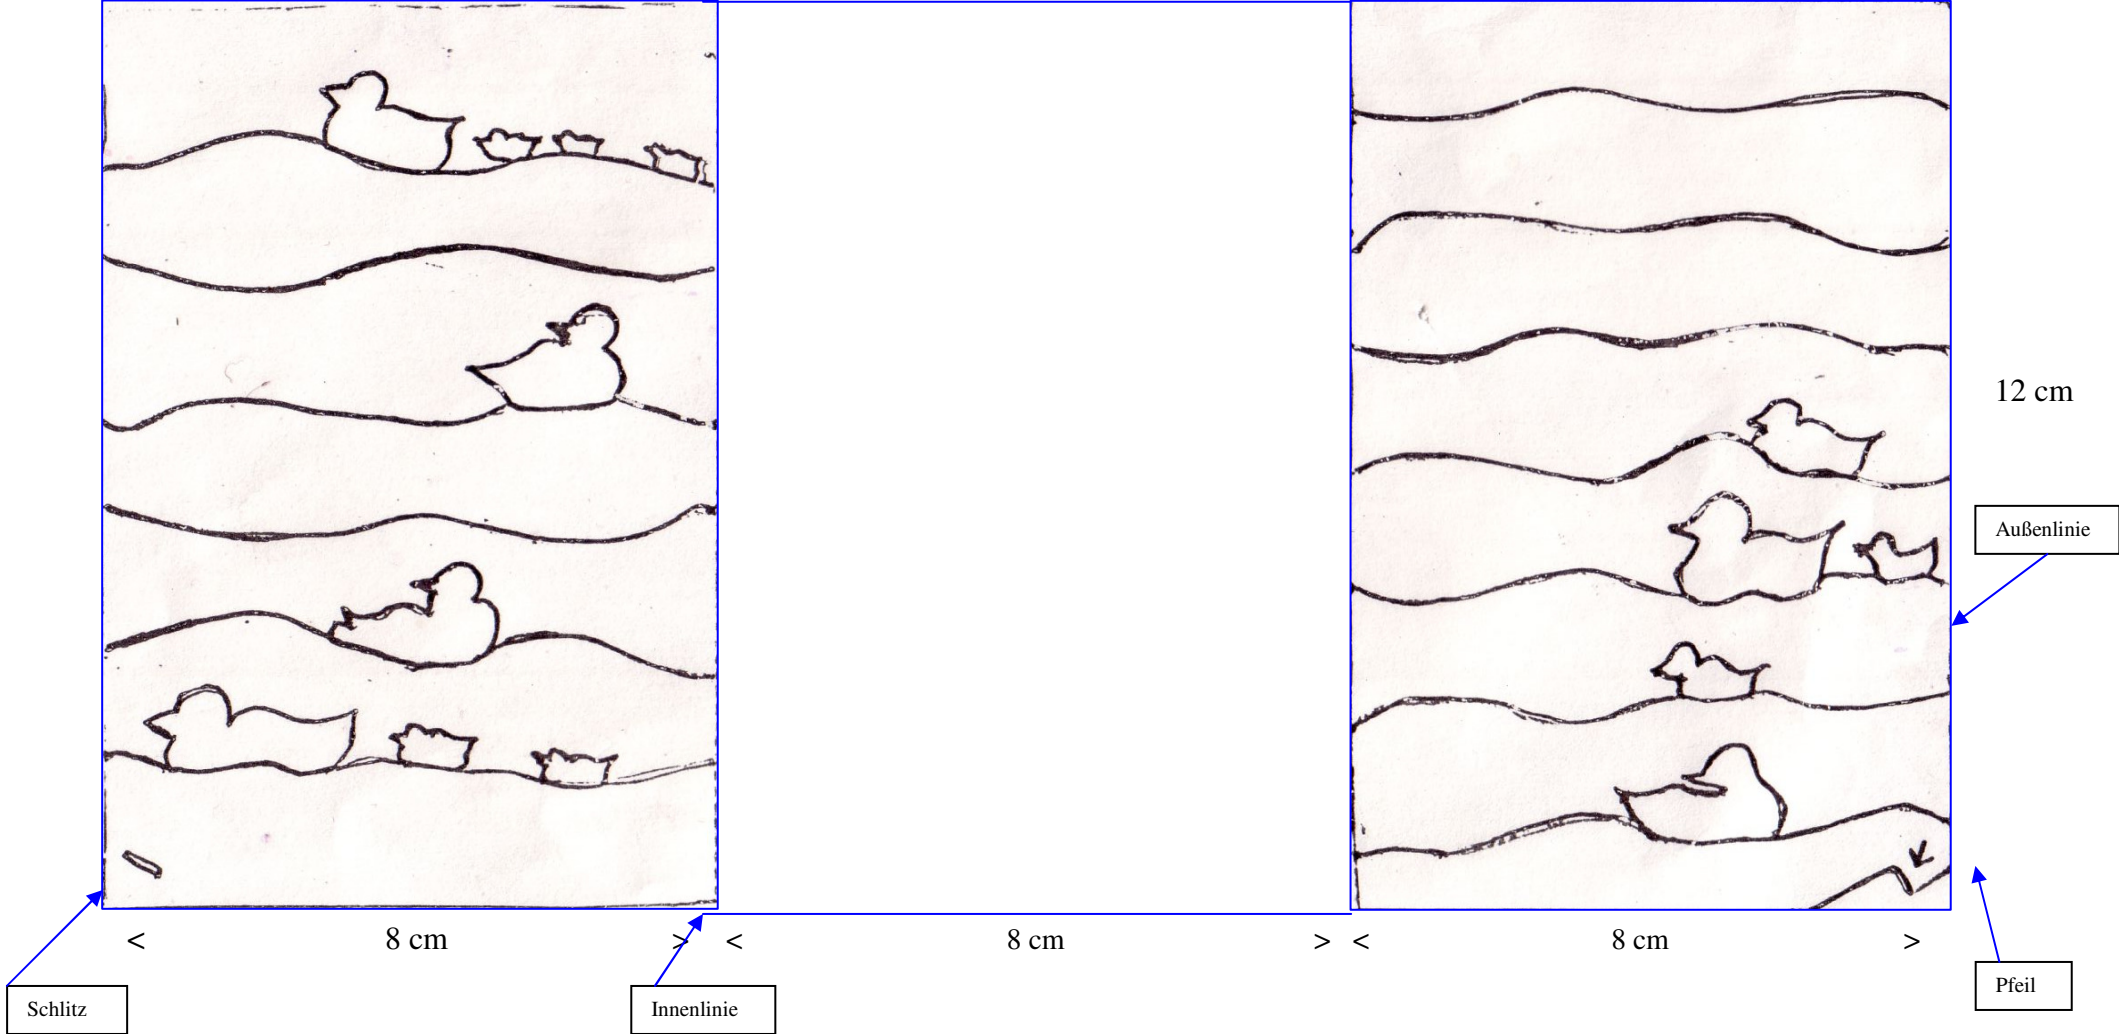 12 cm
Außenlinie
< 8 cm > < 8 cm > < 8 cm >
Pfeil
Schlitz
Innenlinie